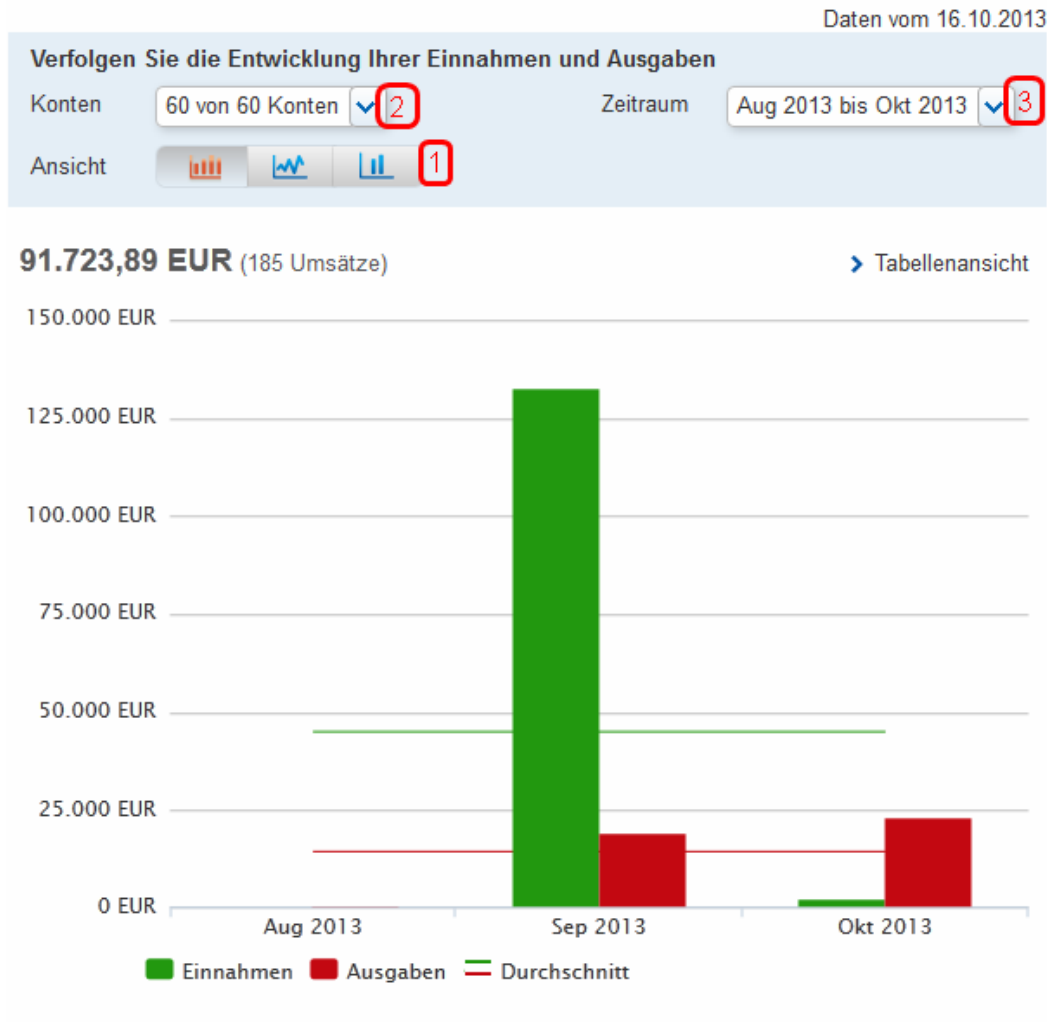 Daten vom 16.10.2013
Verfolgen Sie die Entwicklung Ihrer Einnahmen und Ausgaben
Konten 60 von 60 Konten 2 Zeitraum Aug 2013 bis Okt 2013 3
Ansicht 1
91.723,89 EUR (185 Umsätze) Tabellenansicht
150.000 EUR
125.000 EUR
100.000 EUR
75.000 EUR
50.000 EUR
25.000 EUR
0 EUR
Aug 2013 Sep 2013 Okt 2013
Einnahmen Ausgaben Durchschnitt